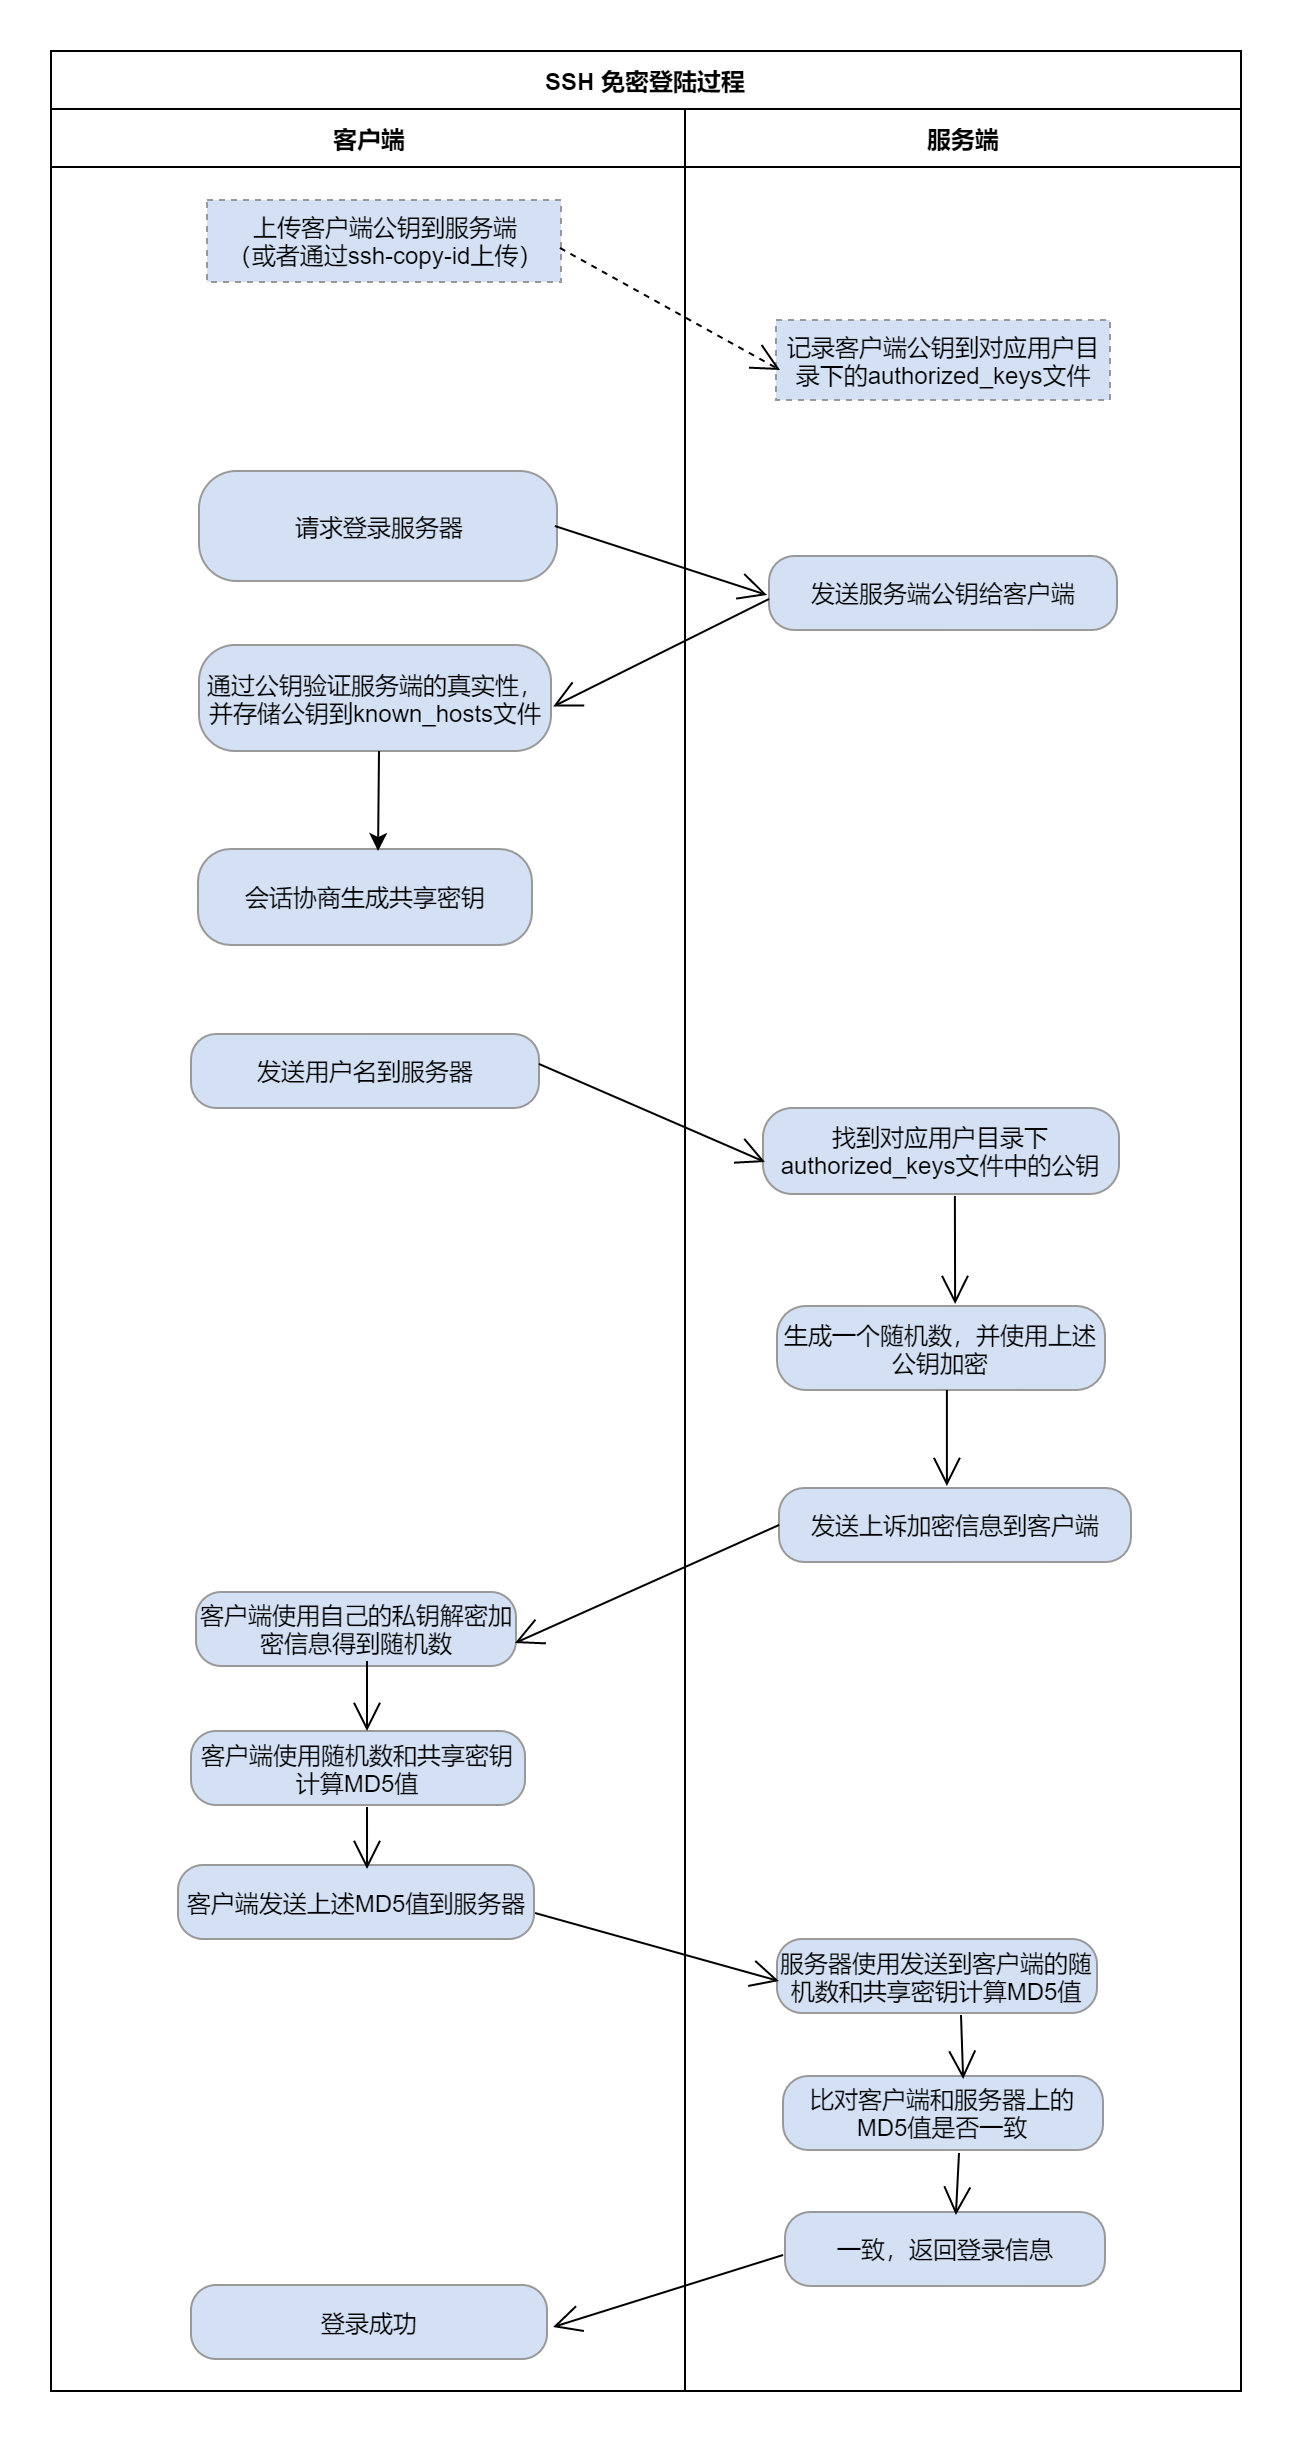 SSH 免密登陆过程
客户端
服务端
上传客户端公钥到服务端
（或者通过ssh-copy-id上传）
记录客户端公钥到对应用户目
录下的authorized_keys文件
请求登录服务器
发送服务端公钥给客户端
通过公钥验证服务端的真实性，
并存储公钥到known_hosts文件
会话协商生成共享密钥
发送用户名到服务器
找到对应用户目录下
authorized_keys文件中的公钥
生成一个随机数，并使用上述
公钥加密
发送上诉加密信息到客户端
客户端使用自己的私钥解密加
密信息得到随机数
客户端使用随机数和共享密钥
计算MD5值
客户端发送上述MD5值到服务器
服务器使用发送到客户端的随
机数和共享密钥计算MD5值
比对客户端和服务器上的
MD5值是否一致
一致，返回登录信息
登录成功